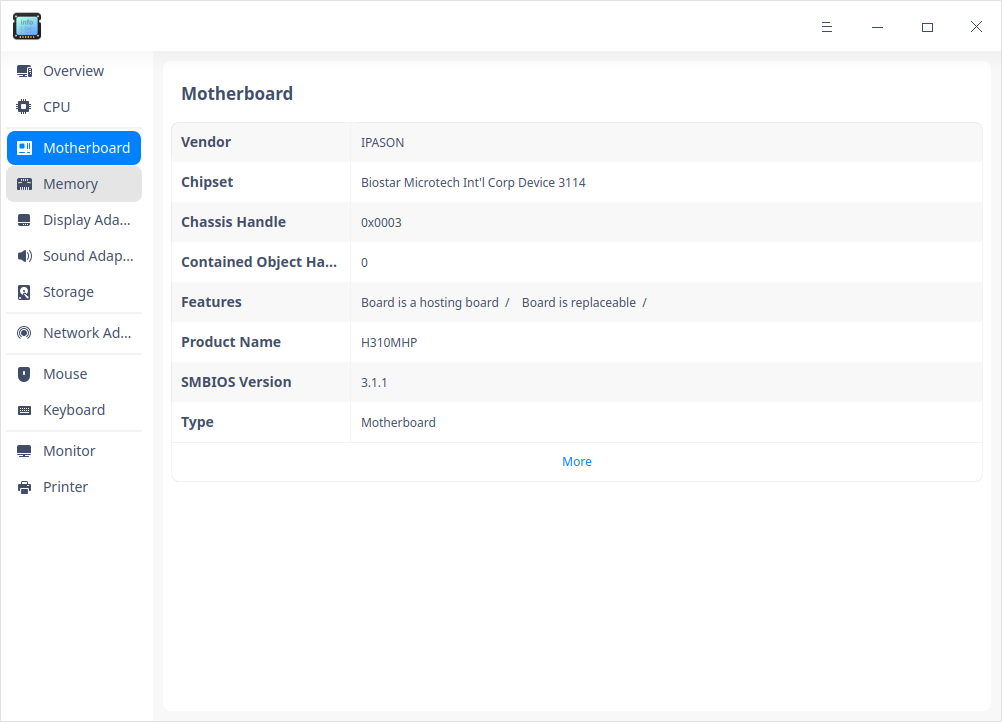 info
Overview
CPU
Motherboard
Memory
Display Ada...
Sound Adap...
Storage
Network Ad...
Mouse
Keyboard
Monitor
Printer
Motherboard
Vendor IPASON
Chipset Biostar Microtech Int'l Corp Device 3114
Chassis Handle 0x0003
Contained Object Ha... 0
Features Board is a hosting board / Board is replaceable /
Product Name H310MHP
SMBIOS Version 3.1.1
Type Motherboard
More